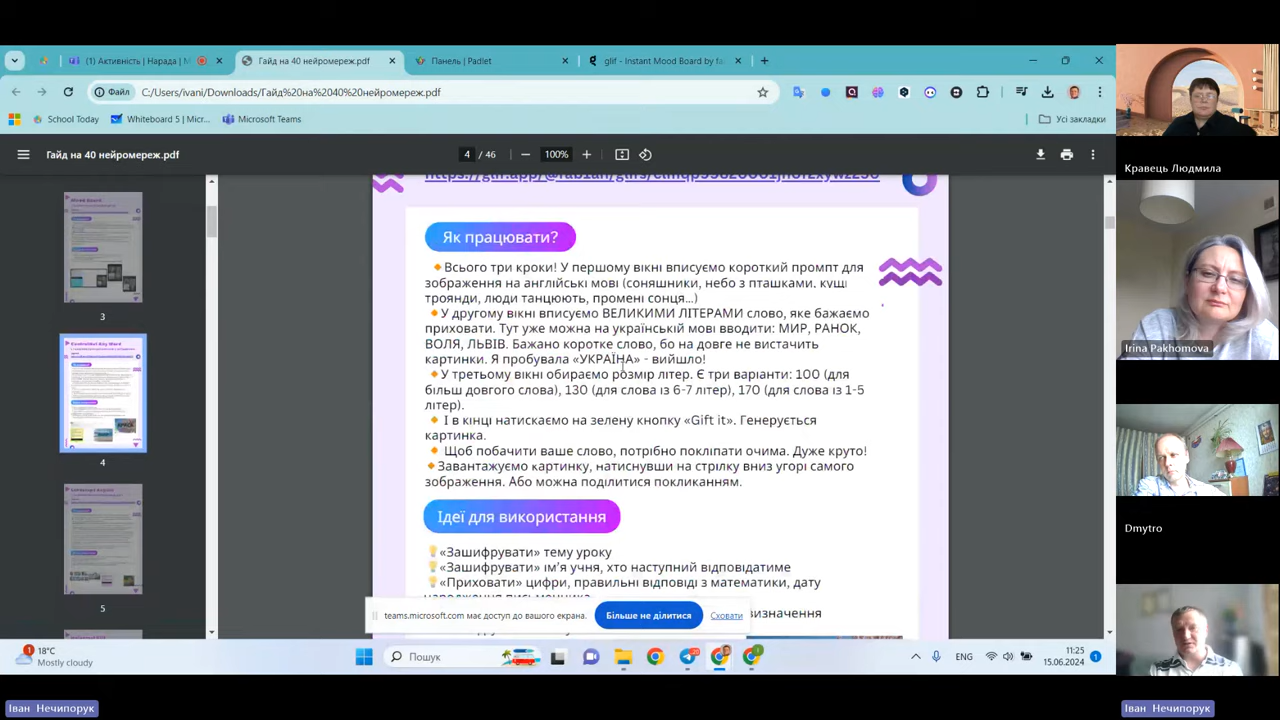 (1) Активність | Нарада | М
Гайд на 40 нейромереж.pdf
Панель | Padlet
glif - Instant Mood Board by fa
Файл
C:/Users/ivani/Downloads/Гайд%20на%2040%20нейромереж.pdf
School Today
Whiteboard 5 | Micr...
Microsoft Teams
Усі закладки
Гайд на 40 нейромереж.pdf
4 / 46
100%
3
4
5
Як працювати?
🔸Всього три кроки! У першому вікні вписуємо короткий промпт для
зображення на англійські мові (соняшники, небо з пташками, кущі
троянди, люди танцюють, промені сонця...)
🔸У другому вікні вписуємо ВЕЛИКИМИ ЛІТЕРАМИ слово, яке бажаємо
приховати. Тут уже можна на українській мові вводити: МИР, РАНОК,
ВОЛЯ, ЛЬВІВ. Бажано коротке слово, бо на довге не вистачить
картинки. Я пробувала «УКРАЇНА» - вийшло!
🔸У третьому вікні обираємо розмір літер. Є три варіанти: 100 (для
більш довгого слова), 130 (для слова із 6-7 літер), 170 (для слова із 1-5
літер).
🔸І в кінці натискаємо на зелену кнопку «Gift it». Генерується
картинка.
🔸Щоб побачити ваше слово, потрібно покліпати очима. Дуже круто!
🔸Завантажуємо картинку, натиснувши на стрілку вниз угорі самого
зображення. Або можна поділитися покликанням.
Ідеї для використання
💡«Зашифрувати» тему уроку
💡«Зашифрувати» ім'я учня, хто наступний відповідатиме
💡«Приховати» цифри, правильні відповіді з математики, дату
визначення
teams.microsoft.com має доступ до вашого екрана.
Більше не ділитися
Сховати
18°C
Mostly cloudy
Пошук
ENG
11:25
15.06.2024
Кравець Людмила
Irina Pakhomova
Dmytro
Іван Нечипорук
Іван Нечипорук